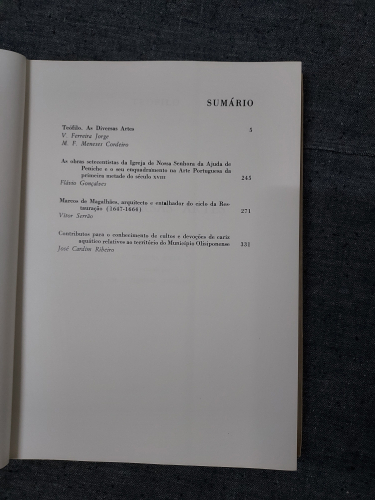 SUMÁRIO
Teófilo. As Diversas Artes 5
V. Ferreira Jorge
M. F. Meneses Cordeiro
As obras setecentistas da Igreja de Nossa Senhora da Ajuda de
Peniche e o seu enquadramento na Arte Portuguesa da
primeira metade do século XVIII 245
Flávio Gonçalves
Marcos de Magalhães, arquitecto e entalhador do ciclo da Res-
tauração (1647-1664) 271
Vítor Serrão
Contributos para o conhecimento de cultos e devoções de cariz
aquático relativos ao território do Município Olisiponense 331
José Cardim Ribeiro